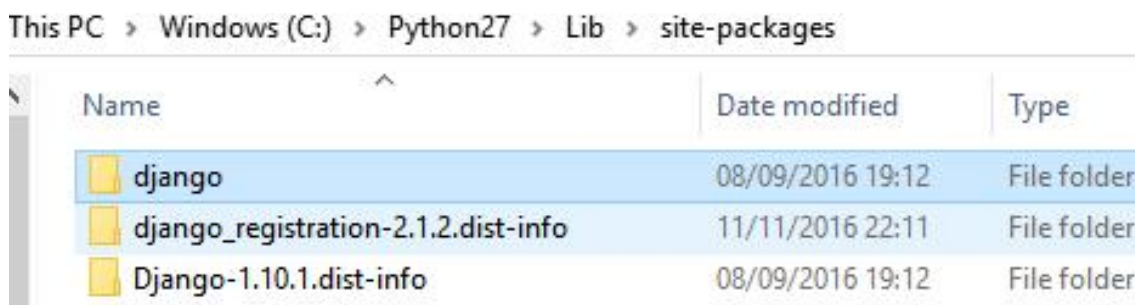 This PC > Windows (C:) > Python27 > Lib > site-packages
Name Date modified Type
django 08/09/2016 19:12 File folder
django_registration-2.1.2.dist-info 11/11/2016 22:11 File folder
Django-1.10.1.dist-info 08/09/2016 19:12 File folder